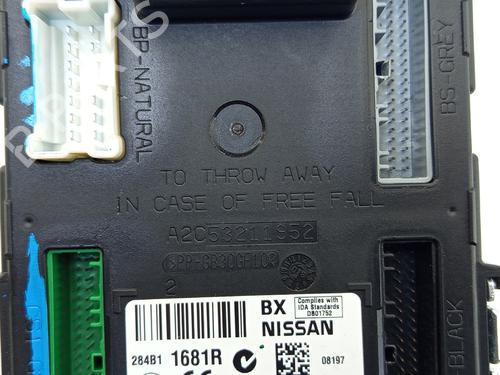 BP-NATURAL
BS-GREY
TO THROW AWAY
IN CASE OF FREE FALL
A2C53211952
2
BLACK
BX
Complies with
IDA Standards
DB01752
NISSAN
284B1 1681R
08197